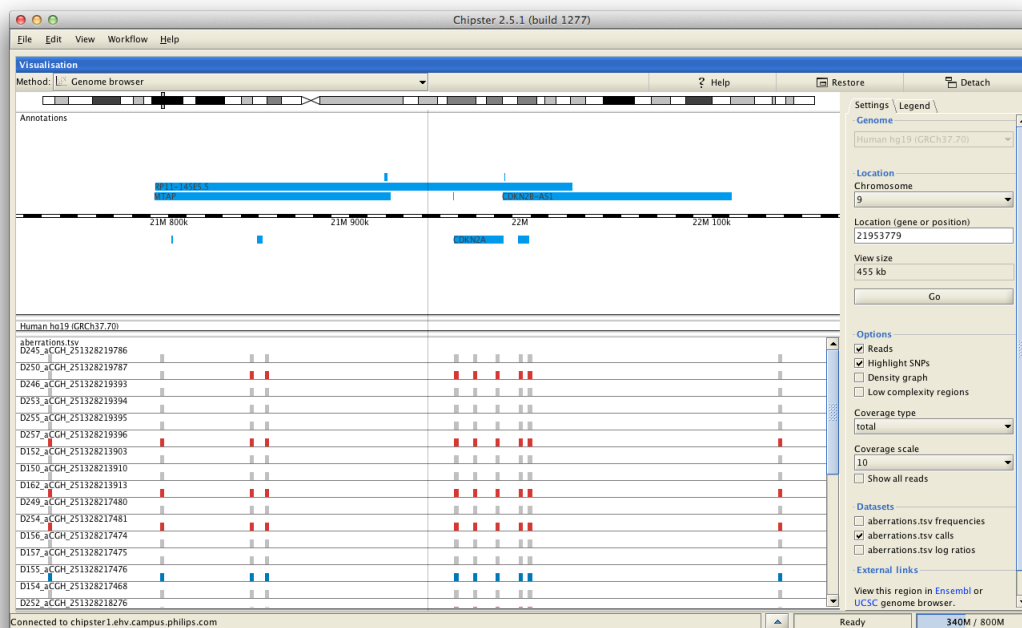 Chipster 2.5.1 (build 1277)
File Edit View Workflow Help
Visualisation
Method: Genome browser
? Help
Restore
Detach
Annotations
RP11-145E5.5
MTAP
CDKN2B-AS1
21M 800k
21M 900k
22M
22M 100k
CDKN2A
Human hg19 (GRCh37.70)
aberrations.tsv
D245_aCGH_251328219786
D250_aCGH_251328219787
D246_aCGH_251328219393
D253_aCGH_251328219394
D255_aCGH_251328219395
D257_aCGH_251328219396
D152_aCGH_251328213903
D150_aCGH_251328213910
D162_aCGH_251328213913
D249_aCGH_251328217480
D254_aCGH_251328217481
D156_aCGH_251328217474
D157_aCGH_251328217475
D155_aCGH_251328217476
D154_aCGH_251328217468
D252_aCGH_251328218276
Settings Legend
Genome
Human hg19 (GRCh37.70)
Location
Chromosome
9
Location (gene or position)
21953779
View size
455 kb
Go
Options
Reads
Highlight SNPs
Density graph
Low complexity regions
Coverage type
total
Coverage scale
10
Show all reads
Datasets
aberrations.tsv frequencies
aberrations.tsv calls
aberrations.tsv log ratios
External links
View this region in Ensembl or
UCSC genome browser.
Connected to chipster1.ehv.campus.philips.com
Ready
340M / 800M